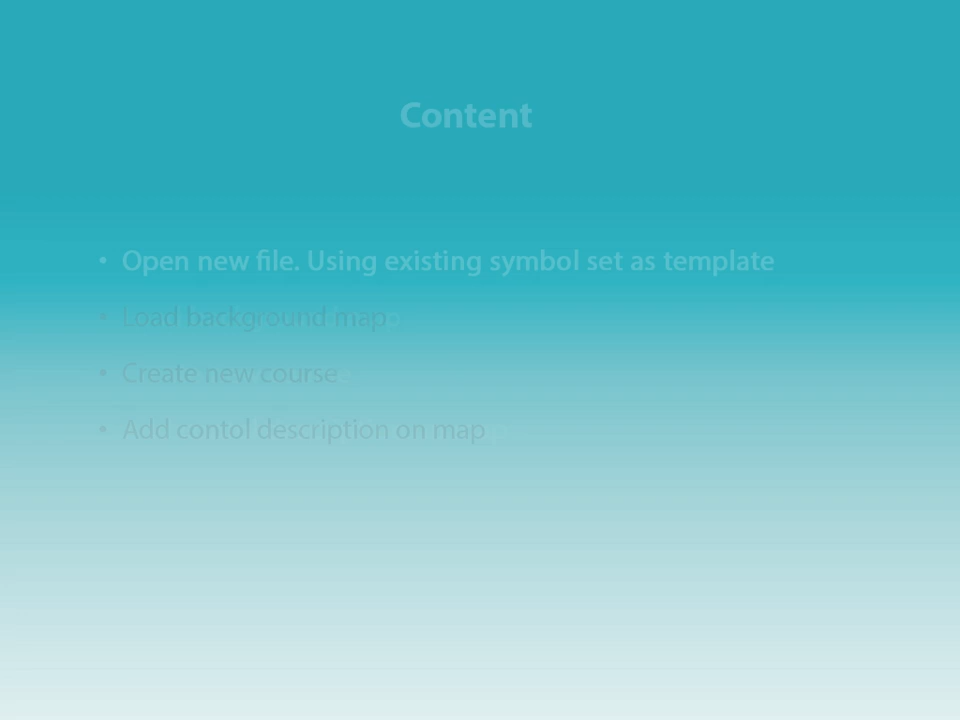 Content
• Open new file. Using existing symbol set as template
• Load background map
• Create new course
• Add contol description on map